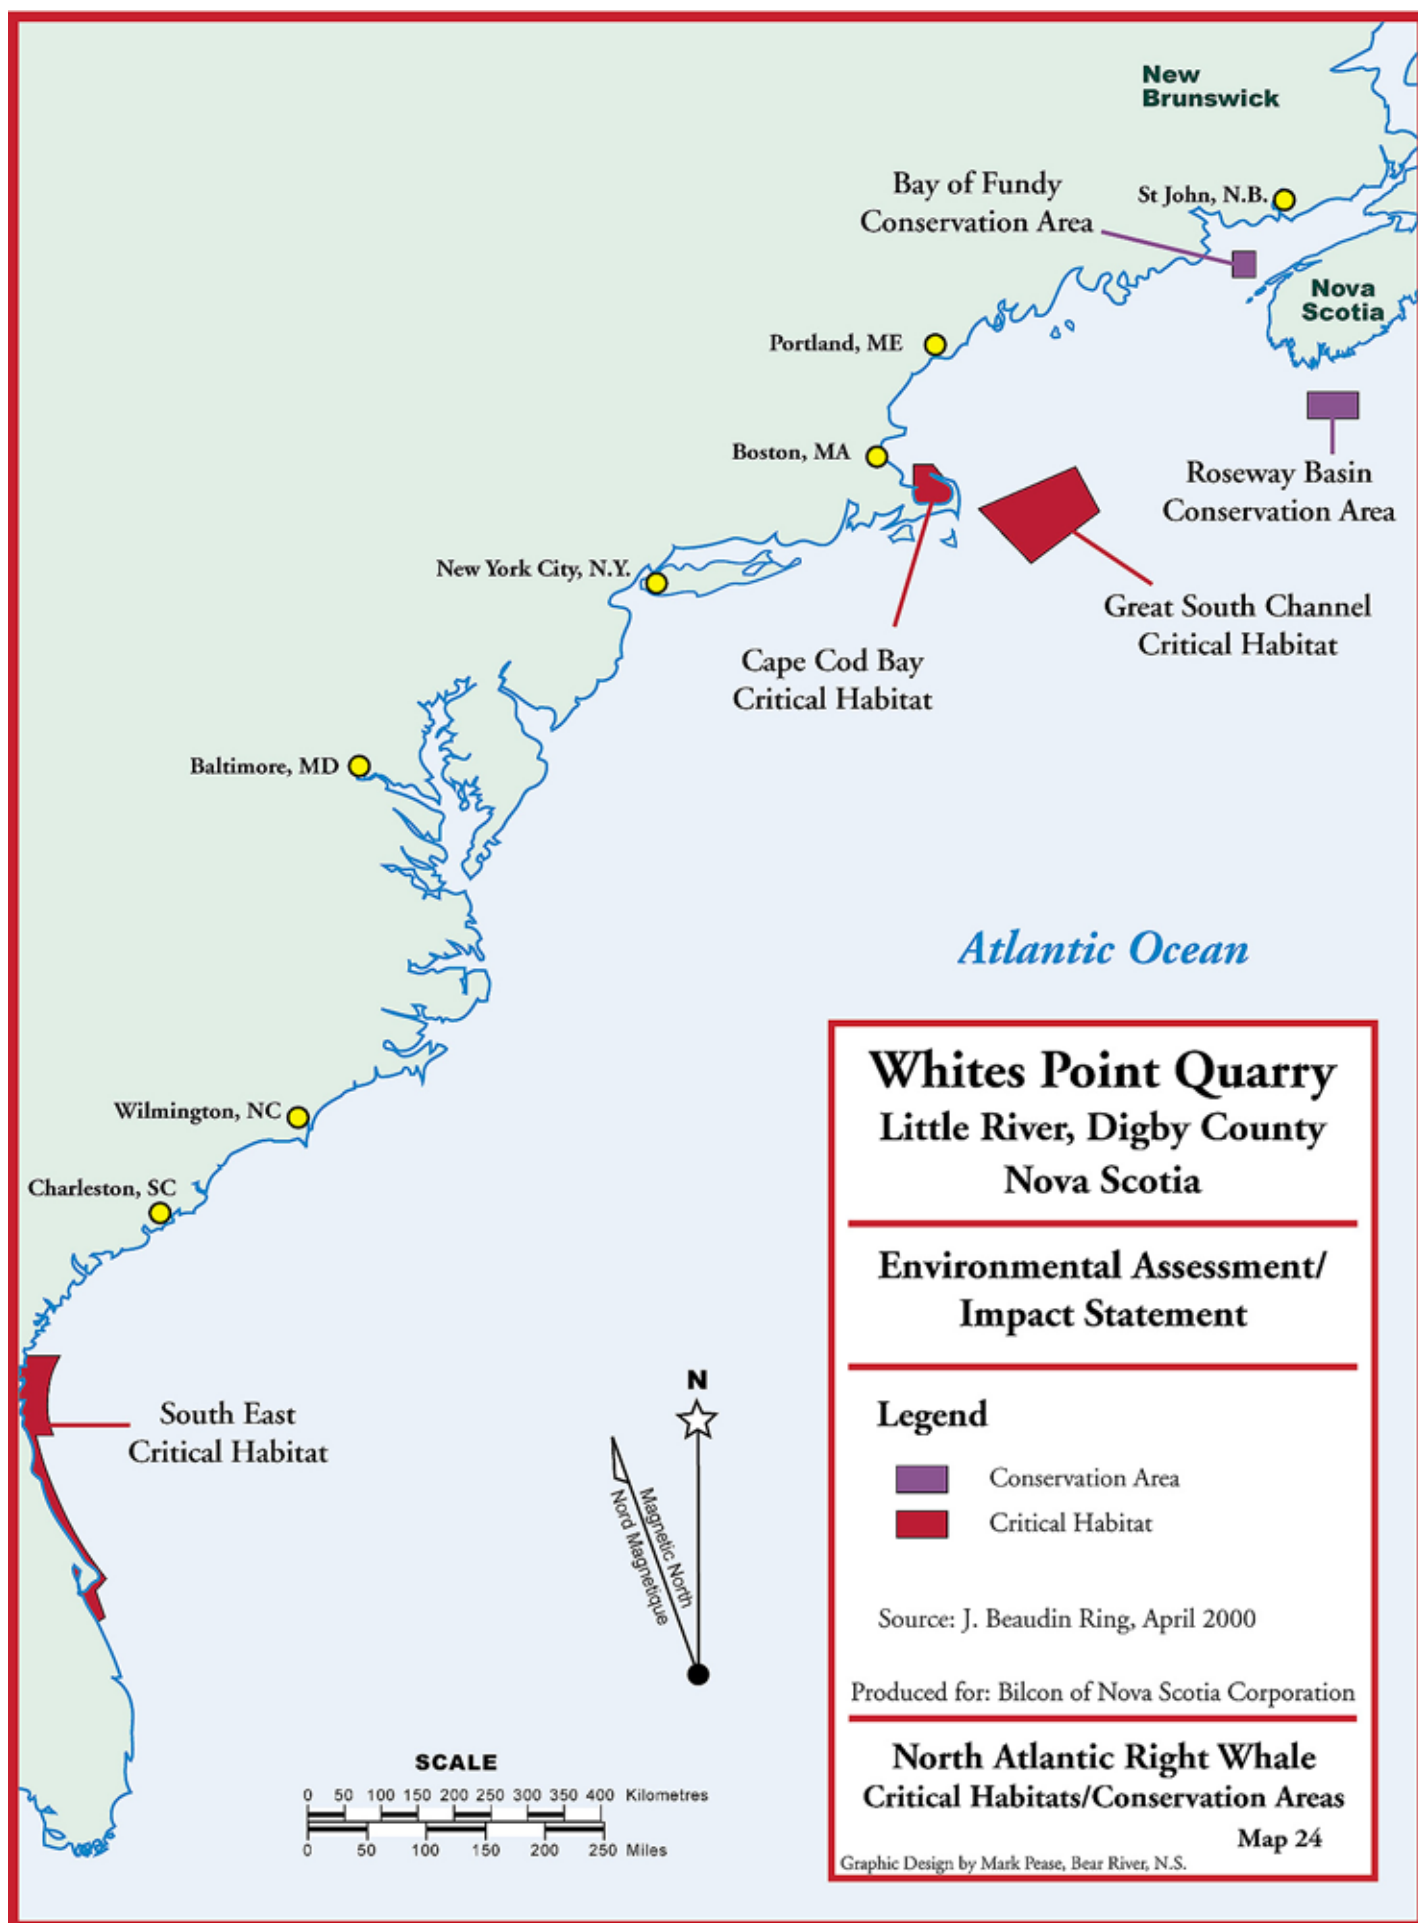 New
Brunswick
Bay of Fundy
Conservation Area
St John, N.B.
Nova
Scotia
Portland, ME
Boston, MA
Roseway Basin
Conservation Area
New York City, N.Y.
Great South Channel
Critical Habitat
Cape Cod Bay
Critical Habitat
Baltimore, MD
Atlantic Ocean
Wilmington, NC
Charleston, SC
South East
Critical Habitat
N
Magnetic North
Nord Magnetique
SCALE
0 50 100 150 200 250 300 350 400 Kilometres
0 50 100 150 200 250 Miles
Whites Point Quarry
Little River, Digby County
Nova Scotia
Environmental Assessment/
Impact Statement
Legend
Conservation Area
Critical Habitat
Source: J. Beaudin Ring, April 2000
Produced for: Bilcon of Nova Scotia Corporation
North Atlantic Right Whale
Critical Habitats/Conservation Areas
Map 24
Graphic Design by Mark Pease, Bear River, N.S.